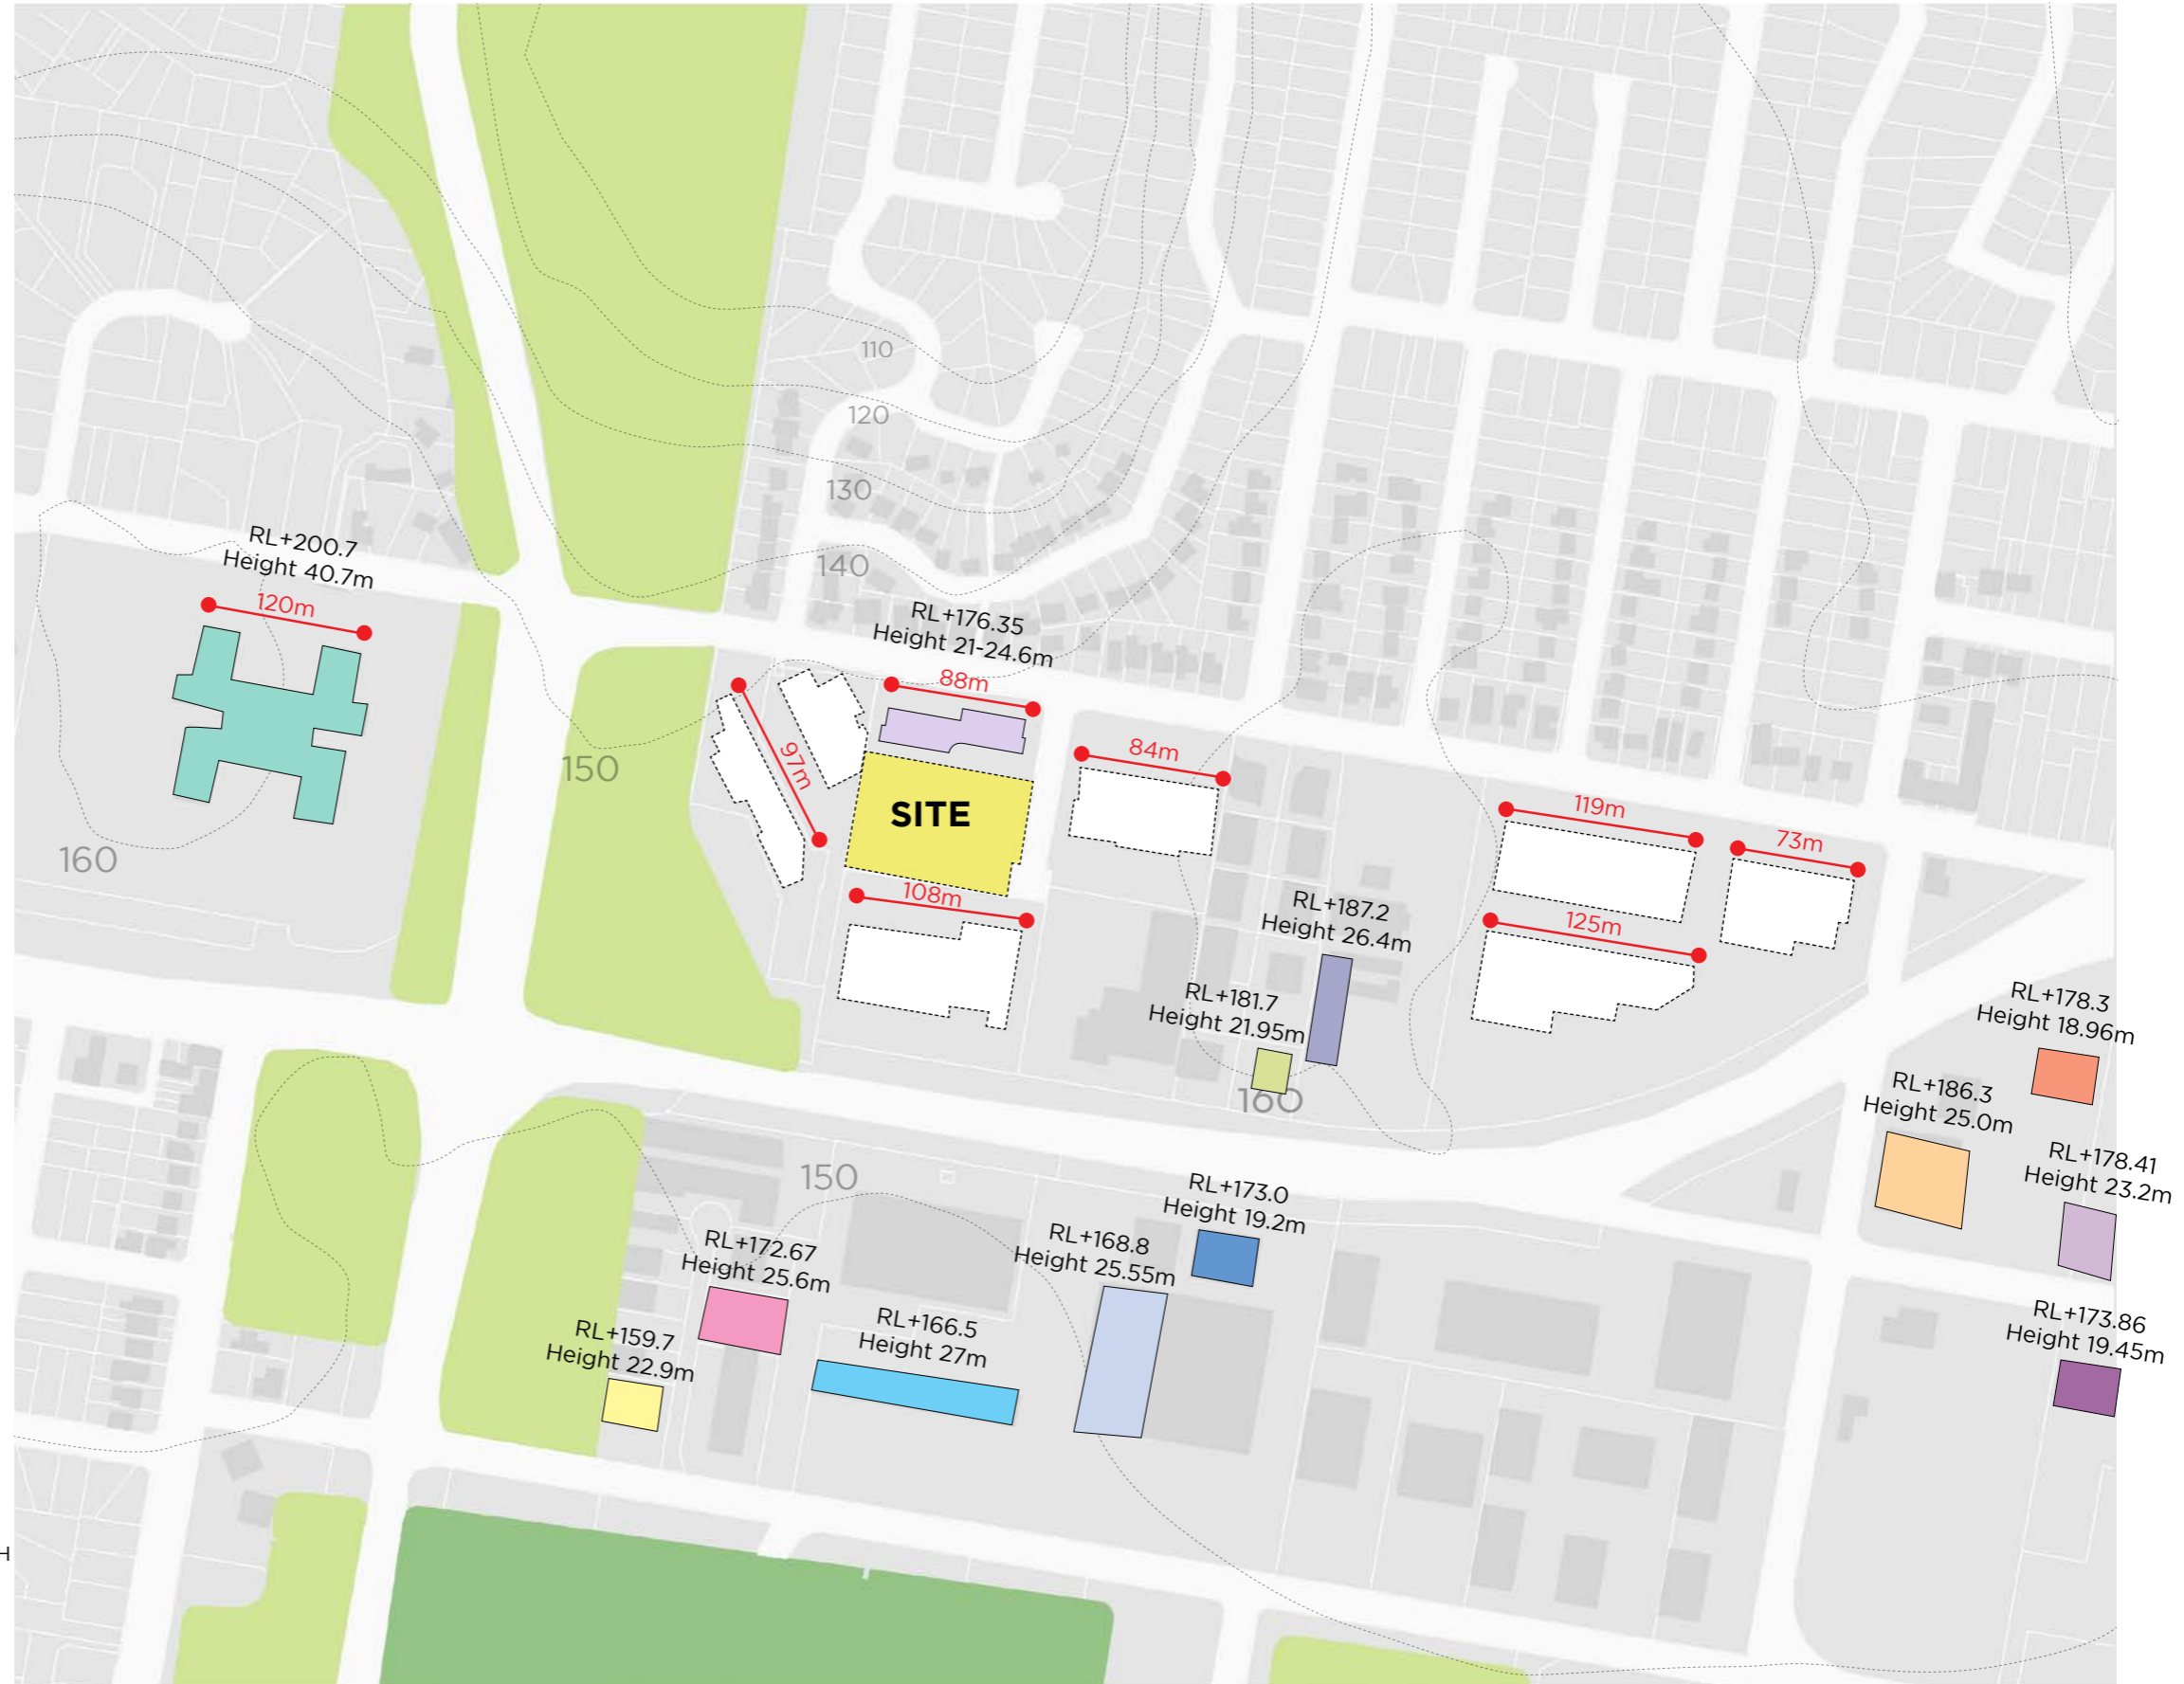 110
120
130
140
RL+200.7
Height 40.7m
120m
RL+176.35
Height 21-24.6m
88m
97m
84m
150
SITE
119m
73m
160
108m
125m
RL+187.2
Height 26.4m
RL+181.7
Height 21.95m
160
RL+178.3
Height 18.96m
RL+186.3
Height 25.0m
RL+178.41
Height 23.2m
150
RL+173.0
Height 19.2m
RL+168.8
Height 25.55m
RL+172.67
Height 25.6m
RL+166.5
Height 27m
RL+159.7
Height 22.9m
RL+173.86
Height 19.45m
H